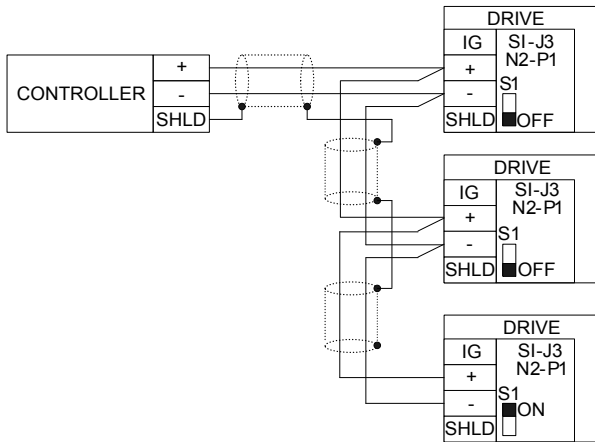 CONTROLLER
+
-
SHLD
DRIVE
IG
+
-
SHLD
SI-J3
N2-P1
S1
OFF
DRIVE
IG
+
-
SHLD
SI-J3
N2-P1
S1
OFF
DRIVE
IG
+
-
SHLD
SI-J3
N2-P1
S1
ON